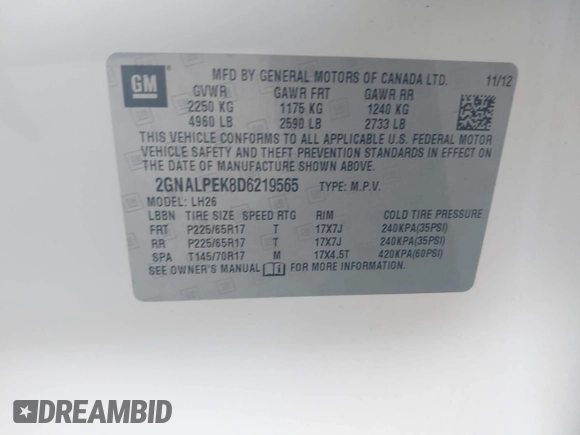 GM
MFD BY GENERAL MOTORS OF CANADA LTD. 11/12
GVWR GAWR FRT GAWR RR
2250 KG 1175 KG 1240 KG
4960 LB 2590 LB 2733 LB
THIS VEHICLE CONFORMS TO ALL APPLICABLE U.S. FEDERAL MOTOR
VEHICLE SAFETY AND THEFT PREVENTION STANDARDS IN EFFECT ON
THE DATE OF MANUFACTURE SHOWN ABOVE.
2GNALPEK8D6219565 TYPE: M.P.V.
MODEL: LH26
LBBN TIRE SIZE SPEED RTG RIM COLD TIRE PRESSURE
FRT P225/65R17 T 17X7J 240KPA(35PSI)
RR P225/65R17 T 17X7J 240KPA(35PSI)
SPA T145/70R17 M 17X4.5T 420KPA(60PSI)
SEE OWNER'S MANUAL FOR MORE INFORMATION.
DREAMBID